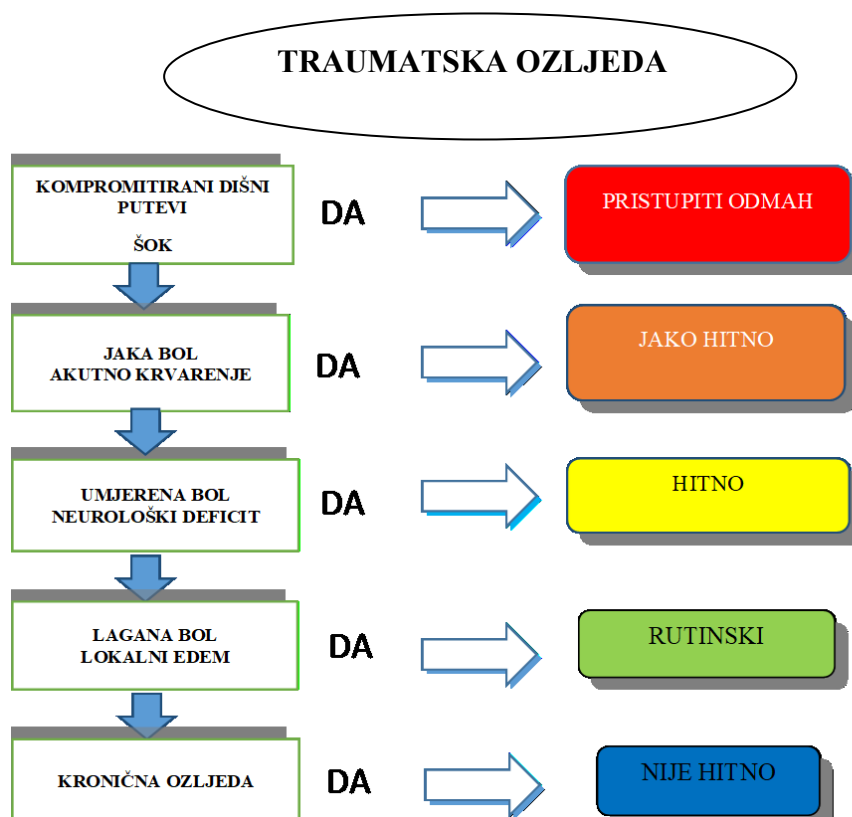 TRAUMATSKA OZLJEDA
KOMPROMITIRANI DIŠNI
PUTEVI
ŠOK
DA
PRISTUPITI ODMAH
JAKA BOL
AKUTNO KRVARENJE
DA
JAKO HITNO
UMJERENA BOL
NEUROLOŠKI DEFICIT
DA
HITNO
LAGANA BOL
LOKALNI EDEM
DA
RUTINSKI
KRONIČNA OZLJEDA
DA
NIJE HITNO